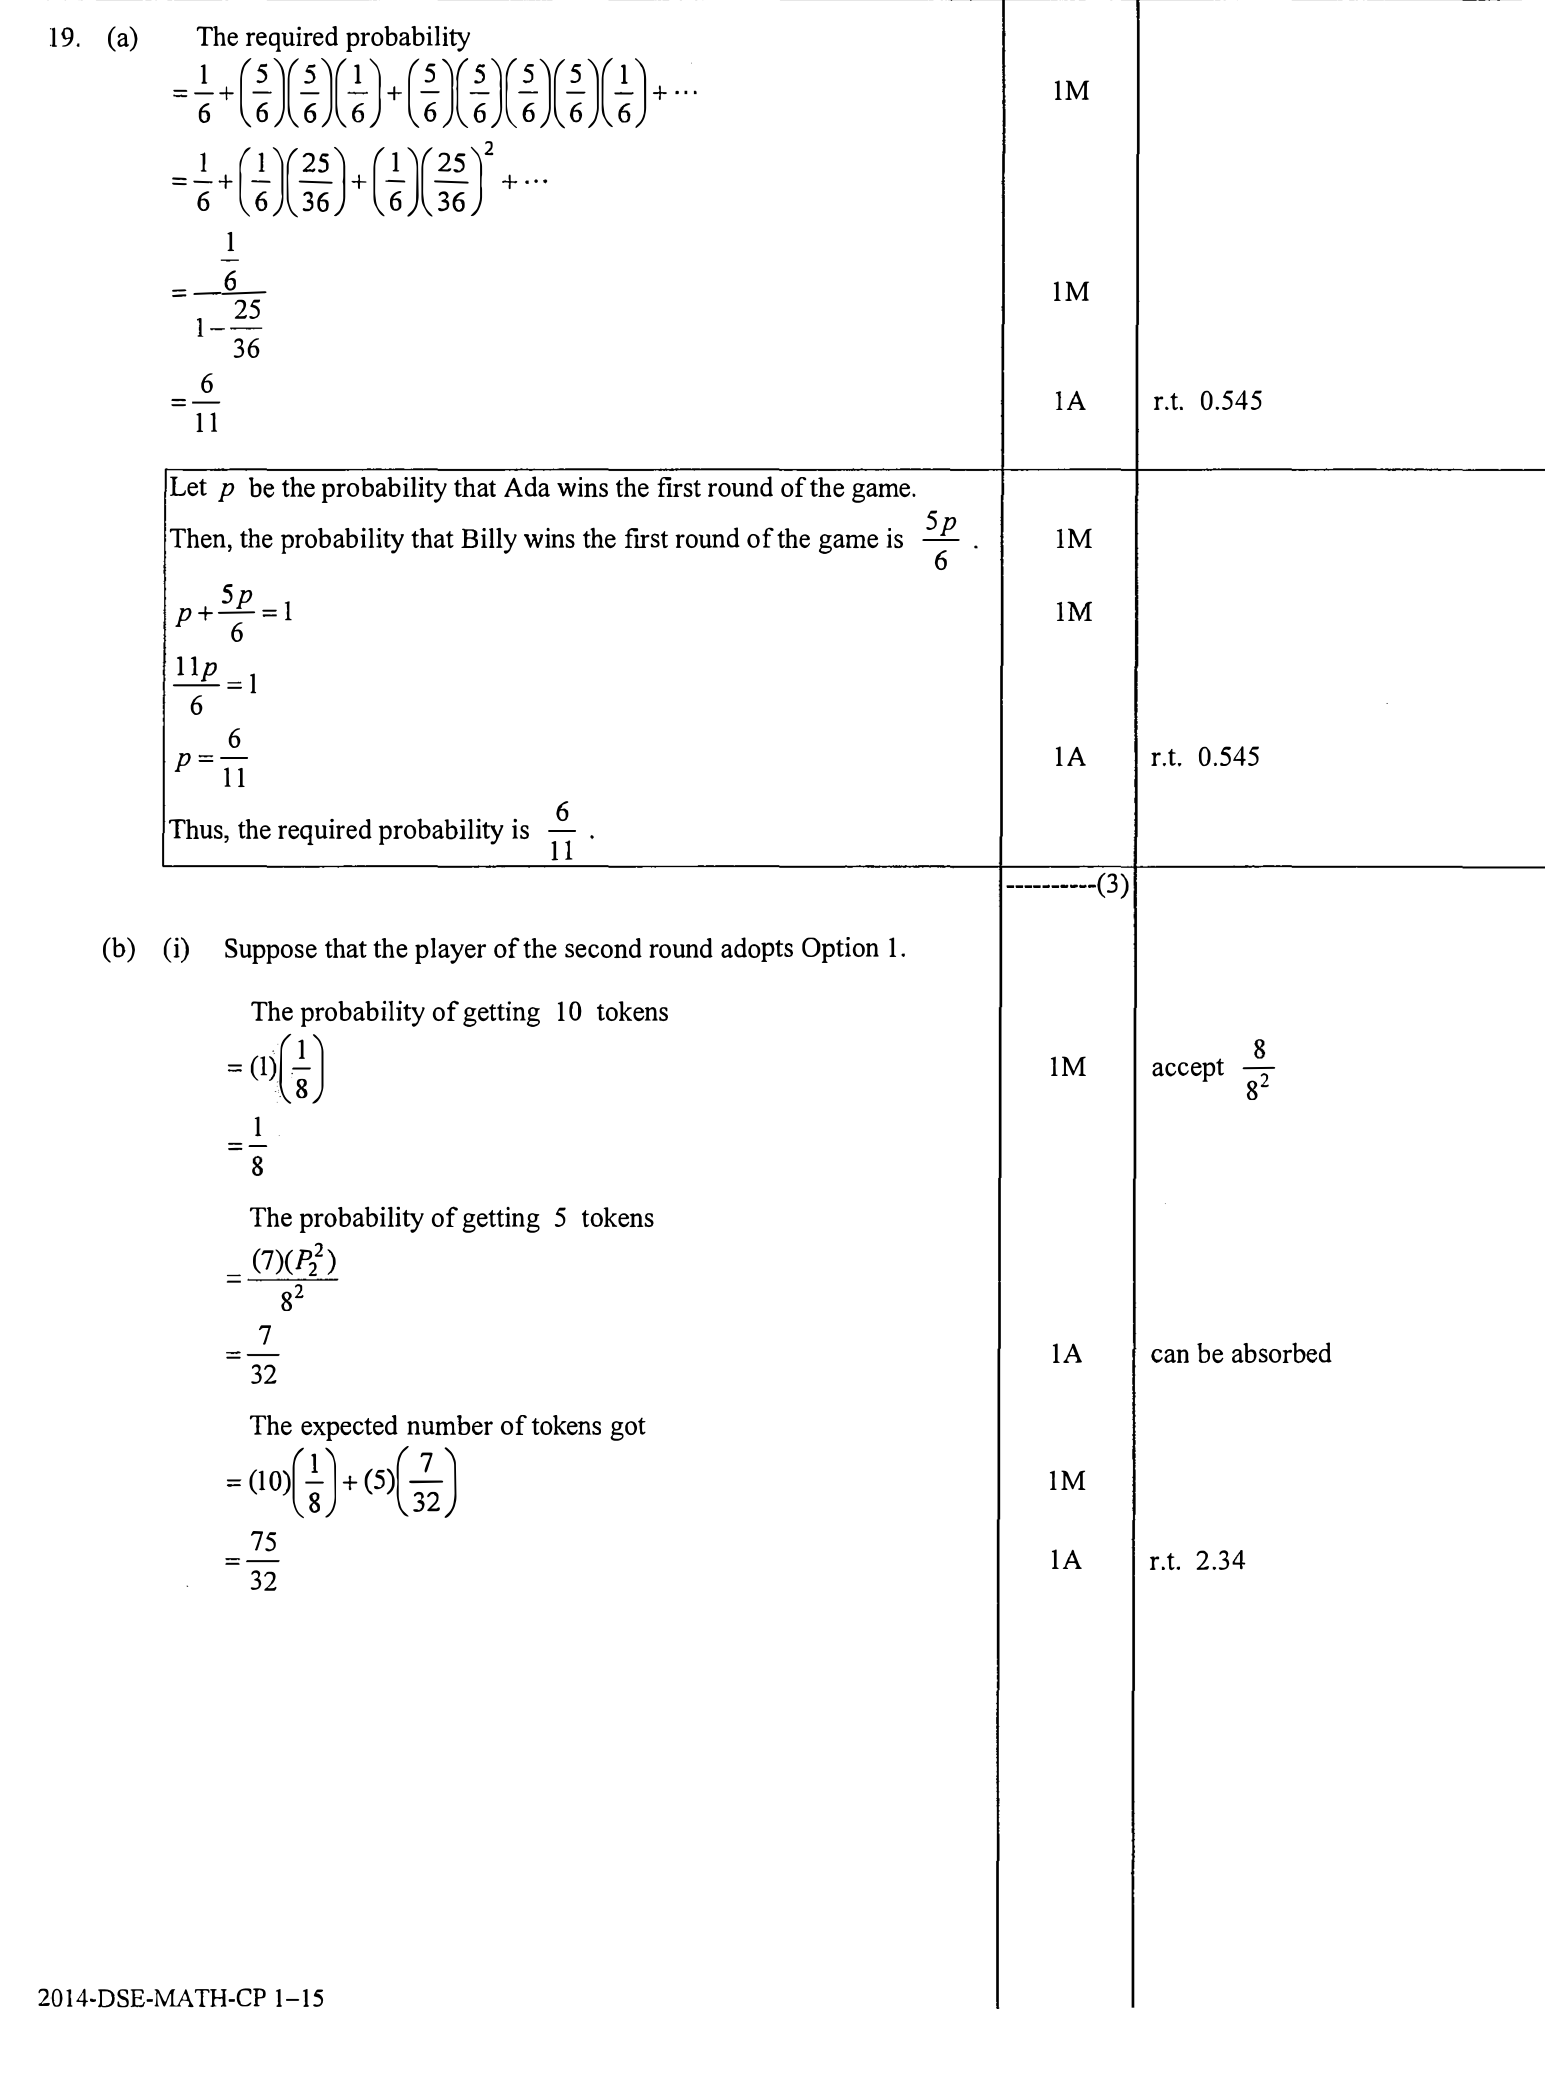 19. (a) The required probability
= 1/6 + (5/6)(5/6)(1/6) + (5/6)(5/6)(5/6)(5/6)(1/6) + ⋯ 1M
= 1/6 + (1/6)(25/36) + (1/6)(25/36)² + ⋯
= (1/6)/(1 − 25/36) 1M
= 6/11 1A r.t. 0.545
Let p be the probability that Ada wins the first round of the game.
Then, the probability that Billy wins the first round of the game is 5p/6 . 1M
p + 5p/6 = 1 1M
11p/6 = 1
p = 6/11 1A r.t. 0.545
Thus, the required probability is 6/11 .
----------(3)
(b) (i) Suppose that the player of the second round adopts Option 1.
The probability of getting 10 tokens
= (1)(1/8) 1M accept 8/8²
= 1/8
The probability of getting 5 tokens
= (7)(P₂²)/8²
= 7/32 1A can be absorbed
The expected number of tokens got
= (10)(1/8) + (5)(7/32) 1M
= 75/32 1A r.t. 2.34
2014-DSE-MATH-CP 1–15